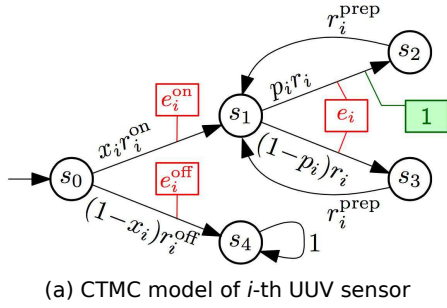 r_i^prep
s_2
e_i^on
p_i r_i
s_1
e_i
1
x_i r_i^on
e_i^off
(1−p_i)r_i
s_0
s_3
(1−x_i)r_i^off
r_i^prep
s_4
1
(a) CTMC model of i-th UUV sensor